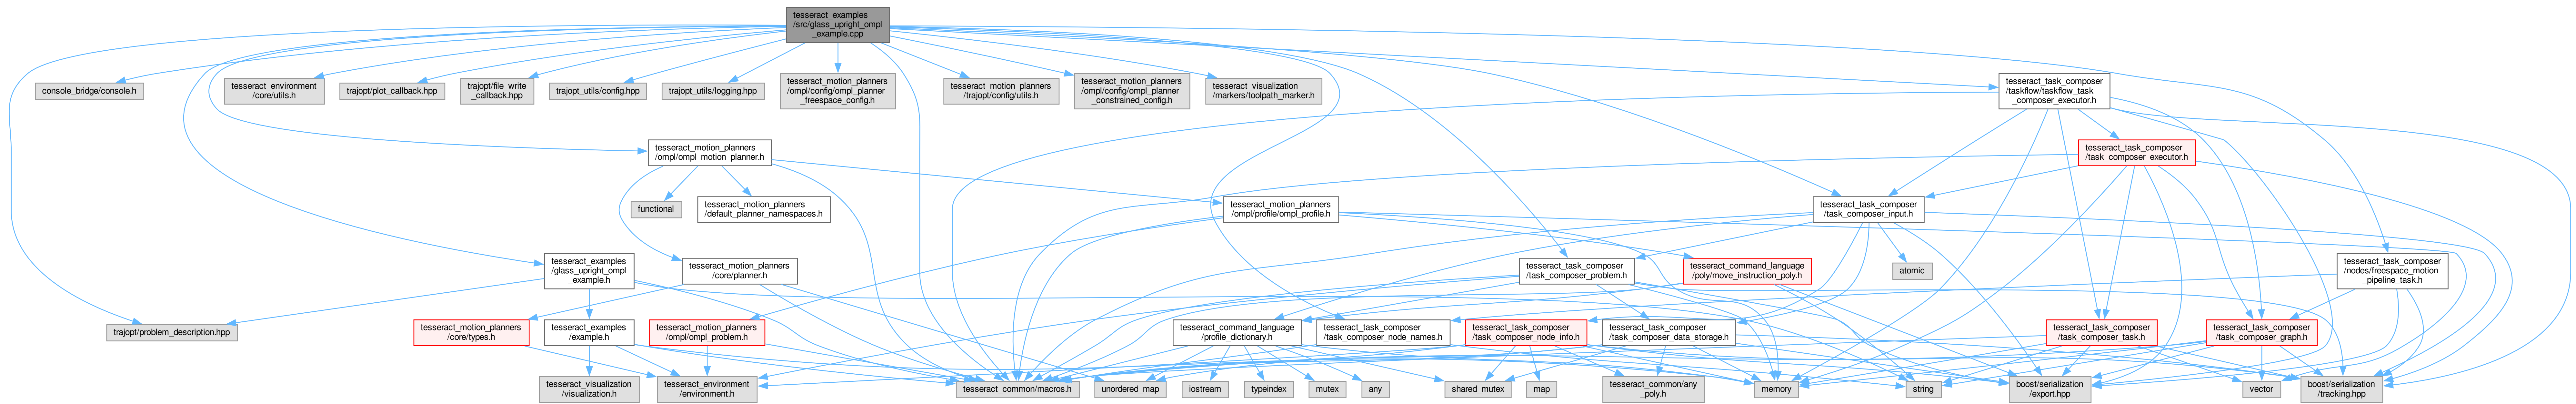 tesseract_examples
/src/glass_upright_ompl
_example.cpp
console_bridge/console.h
tesseract_environment
/core/utils.h
trajopt/plot_callback.hpp
trajopt/file_write
_callback.hpp
trajopt_utils/config.hpp
trajopt_utils/logging.hpp
tesseract_motion_planners
/ompl/config/ompl_planner
_freespace_config.h
tesseract_motion_planners
/trajopt/config/utils.h
tesseract_motion_planners
/ompl/config/ompl_planner
_constrained_config.h
tesseract_visualization
/markers/toolpath_marker.h
tesseract_task_composer
/taskflow/taskflow_task
_composer_executor.h
tesseract_motion_planners
/ompl/ompl_motion_planner.h
tesseract_task_composer
/task_composer_executor.h
functional
tesseract_motion_planners
/default_planner_namespaces.h
tesseract_motion_planners
/ompl/profile/ompl_profile.h
tesseract_task_composer
/task_composer_input.h
tesseract_examples
/glass_upright_ompl
_example.h
tesseract_motion_planners
/core/planner.h
tesseract_task_composer
/task_composer_problem.h
tesseract_command_language
/poly/move_instruction_poly.h
atomic
tesseract_task_composer
/nodes/freespace_motion
_pipeline_task.h
trajopt/problem_description.hpp
tesseract_motion_planners
/core/types.h
tesseract_examples
/example.h
tesseract_motion_planners
/ompl/ompl_problem.h
tesseract_command_language
/profile_dictionary.h
tesseract_task_composer
/task_composer_node_names.h
tesseract_task_composer
/task_composer_node_info.h
tesseract_task_composer
/task_composer_data_storage.h
tesseract_task_composer
/task_composer_task.h
tesseract_task_composer
/task_composer_graph.h
tesseract_visualization
/visualization.h
tesseract_environment
/environment.h
tesseract_common/macros.h
unordered_map
iostream
typeindex
mutex
any
shared_mutex
map
tesseract_common/any
_poly.h
memory
string
boost/serialization
/export.hpp
vector
boost/serialization
/tracking.hpp